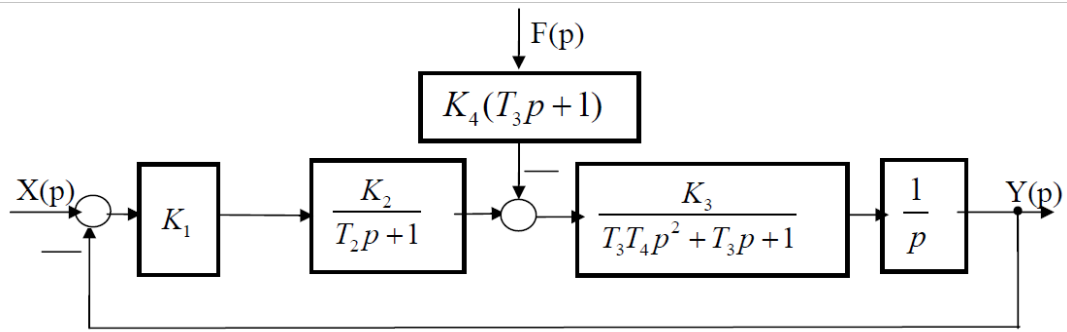 F(p)
K₄(T₃p+1)
X(p)
K₁
K₂
T₂p+1
K₃
T₃T₄p²+T₃p+1
1
p
Y(p)